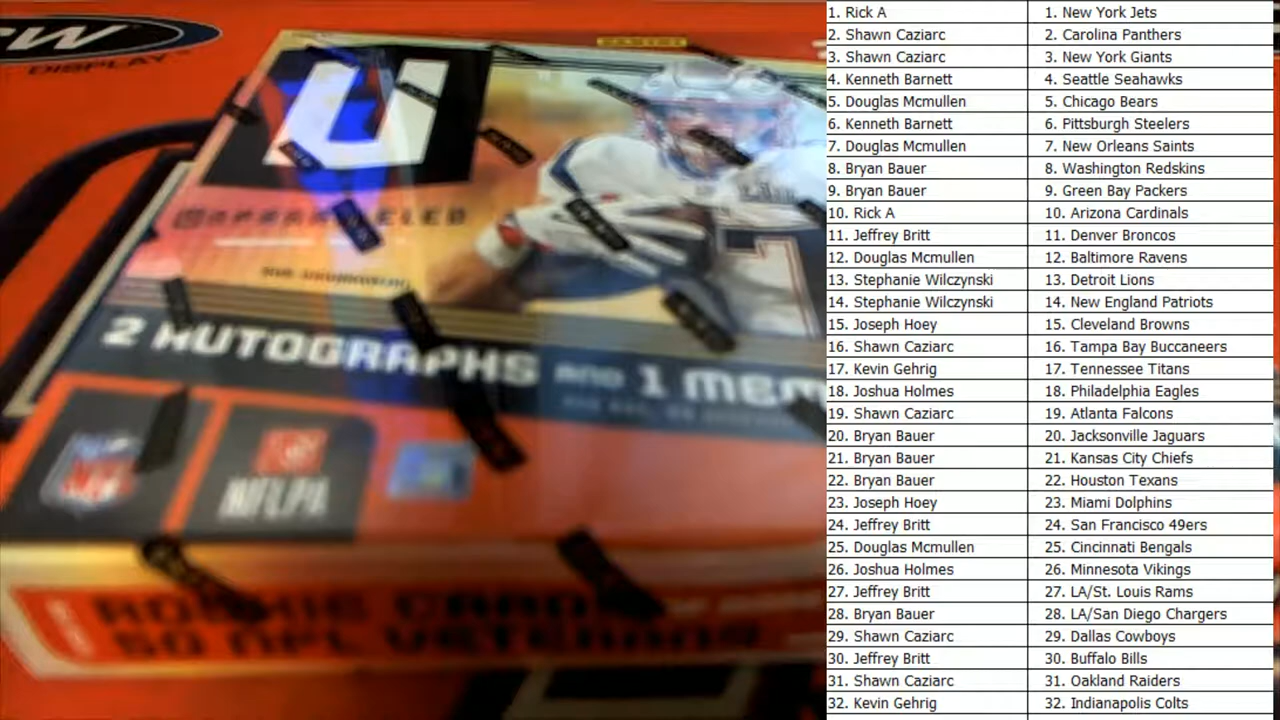 DISPLAY
PANINI
2 AUTOGRAPHS AND 1 MEM
NFL
NFLPA
1. Rick A 1. New York Jets
2. Shawn Caziarc 2. Carolina Panthers
3. Shawn Caziarc 3. New York Giants
4. Kenneth Barnett 4. Seattle Seahawks
5. Douglas Mcmullen 5. Chicago Bears
6. Kenneth Barnett 6. Pittsburgh Steelers
7. Douglas Mcmullen 7. New Orleans Saints
8. Bryan Bauer 8. Washington Redskins
9. Bryan Bauer 9. Green Bay Packers
10. Rick A 10. Arizona Cardinals
11. Jeffrey Britt 11. Denver Broncos
12. Douglas Mcmullen 12. Baltimore Ravens
13. Stephanie Wilczynski 13. Detroit Lions
14. Stephanie Wilczynski 14. New England Patriots
15. Joseph Hoey 15. Cleveland Browns
16. Shawn Caziarc 16. Tampa Bay Buccaneers
17. Kevin Gehrig 17. Tennessee Titans
18. Joshua Holmes 18. Philadelphia Eagles
19. Shawn Caziarc 19. Atlanta Falcons
20. Bryan Bauer 20. Jacksonville Jaguars
21. Bryan Bauer 21. Kansas City Chiefs
22. Bryan Bauer 22. Houston Texans
23. Joseph Hoey 23. Miami Dolphins
24. Jeffrey Britt 24. San Francisco 49ers
25. Douglas Mcmullen 25. Cincinnati Bengals
26. Joshua Holmes 26. Minnesota Vikings
27. Jeffrey Britt 27. LA/St. Louis Rams
28. Bryan Bauer 28. LA/San Diego Chargers
29. Shawn Caziarc 29. Dallas Cowboys
30. Jeffrey Britt 30. Buffalo Bills
31. Shawn Caziarc 31. Oakland Raiders
32. Kevin Gehrig 32. Indianapolis Colts